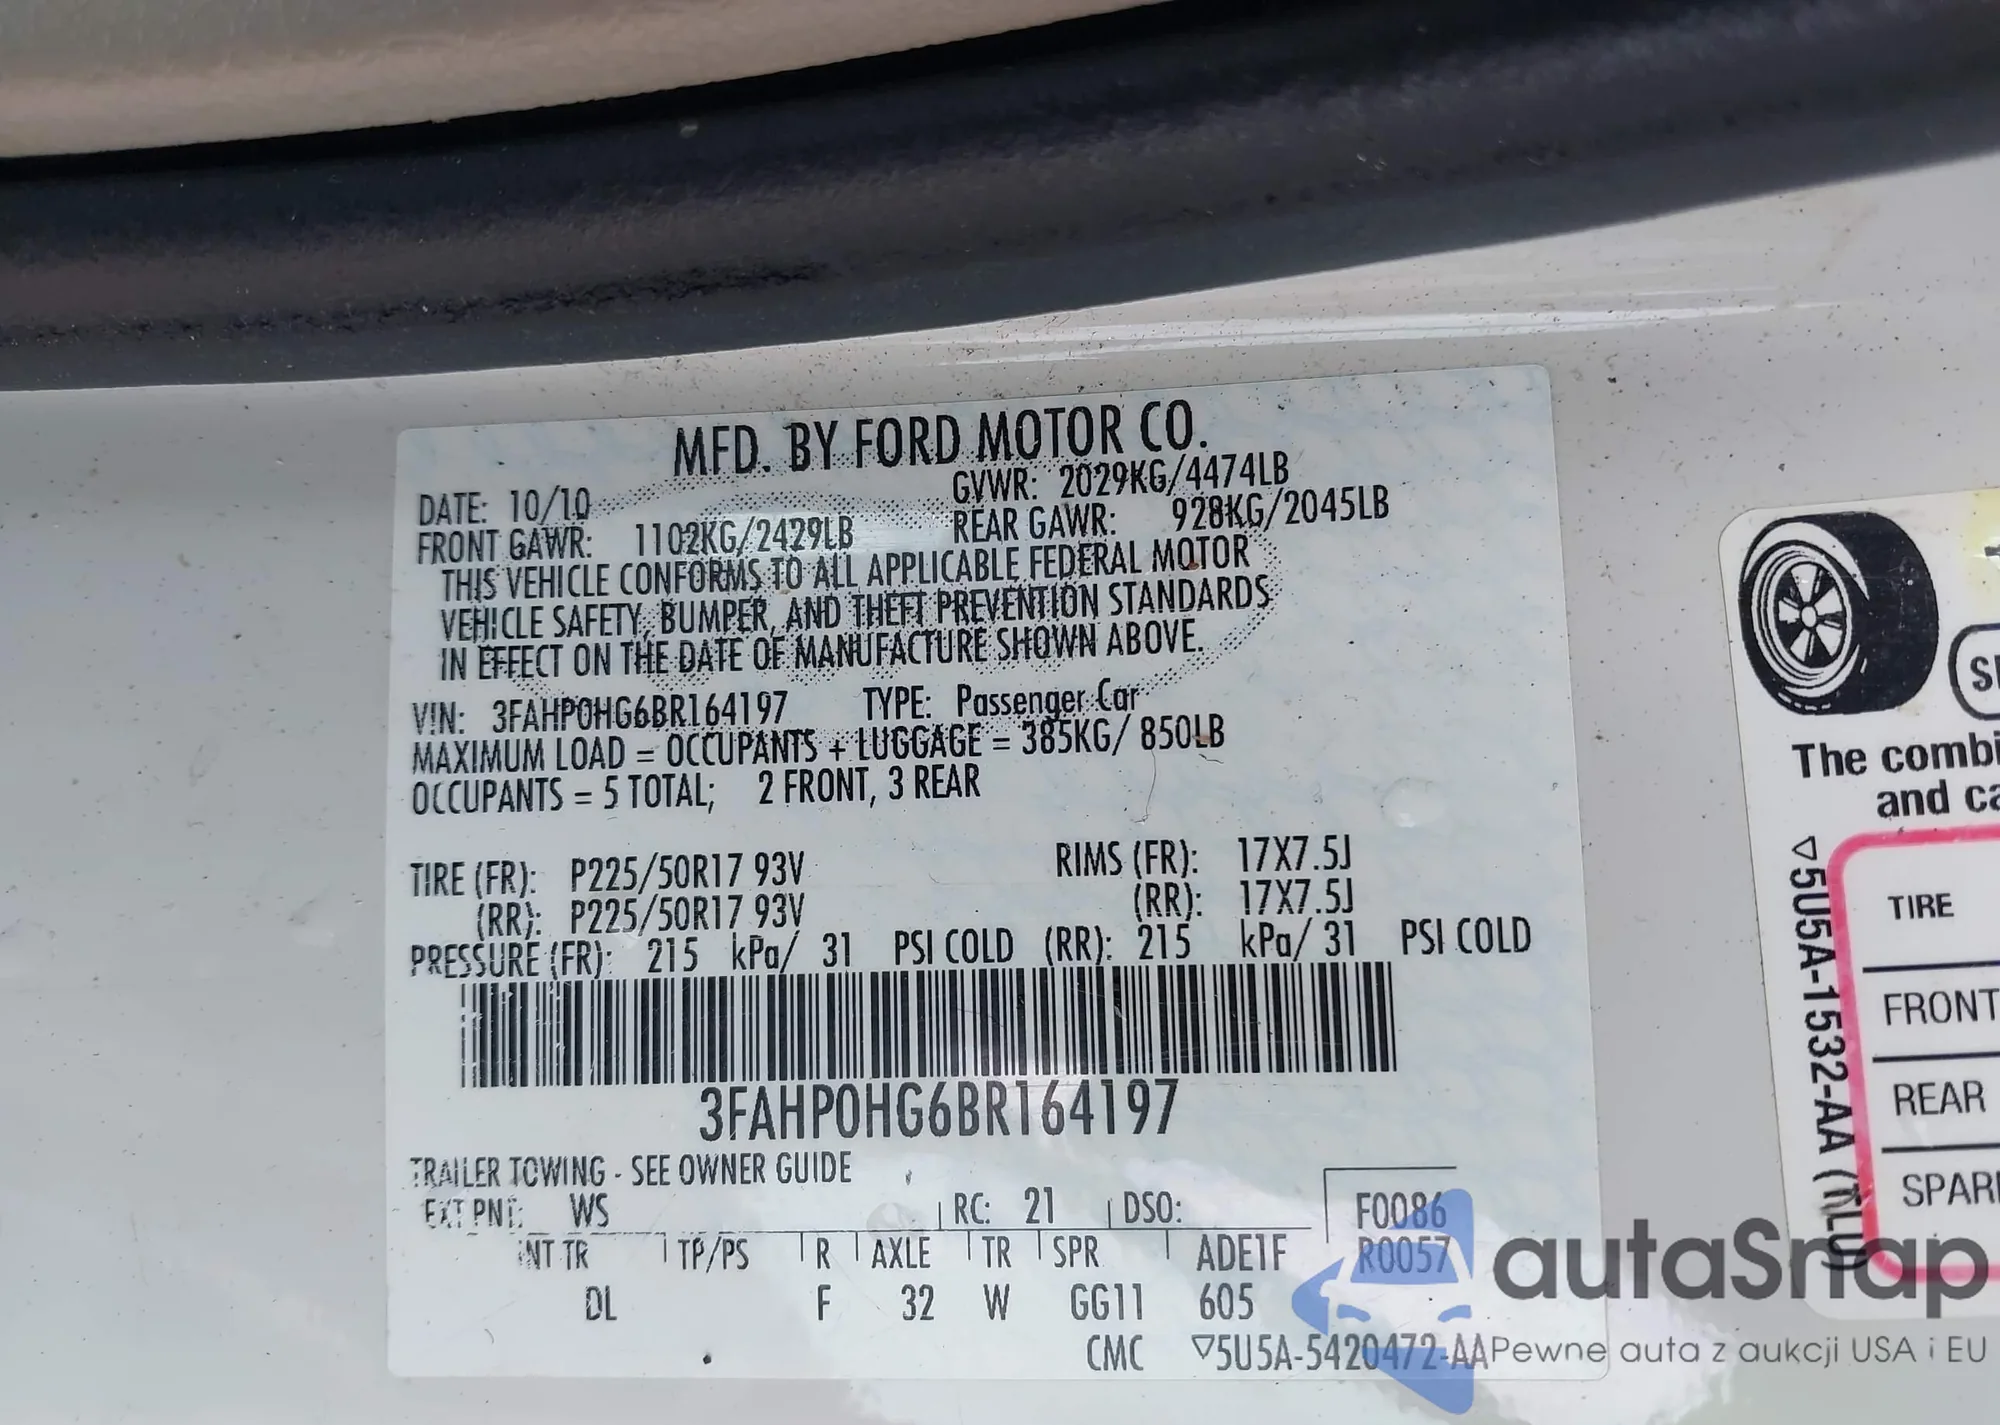 MFD. BY FORD MOTOR CO.
DATE: 10/10 GVWR: 2029KG/4474LB
FRONT GAWR: 1102KG/2429LB REAR GAWR: 928KG/2045LB
THIS VEHICLE CONFORMS TO ALL APPLICABLE FEDERAL MOTOR
VEHICLE SAFETY, BUMPER, AND THEFT PREVENTION STANDARDS
IN EFFECT ON THE DATE OF MANUFACTURE SHOWN ABOVE.
VIN: 3FAHP0HG6BR164197 TYPE: Passenger Car
MAXIMUM LOAD = OCCUPANTS + LUGGAGE = 385KG/ 850LB
OCCUPANTS = 5 TOTAL; 2 FRONT, 3 REAR
TIRE (FR): P225/50R17 93V RIMS (FR): 17X7.5J
(RR): P225/50R17 93V (RR): 17X7.5J
PRESSURE (FR): 215 kPa/ 31 PSI COLD (RR): 215 kPa/ 31 PSI COLD
3FAHP0HG6BR164197
TRAILER TOWING - SEE OWNER GUIDE
EXT PNT: WS RC: 21 DSO: F0086
INT TR TP/PS R AXLE TR SPR ADE1F R0057
DL F 32 W GG11 605
CMC ▽5U5A-5420472-AA
The combi
and ca
TIRE
FRONT
REAR
SPAR
▽5U5A-1532-AA (NLU)
autaSnap
Pewne auta z aukcji USA i EU